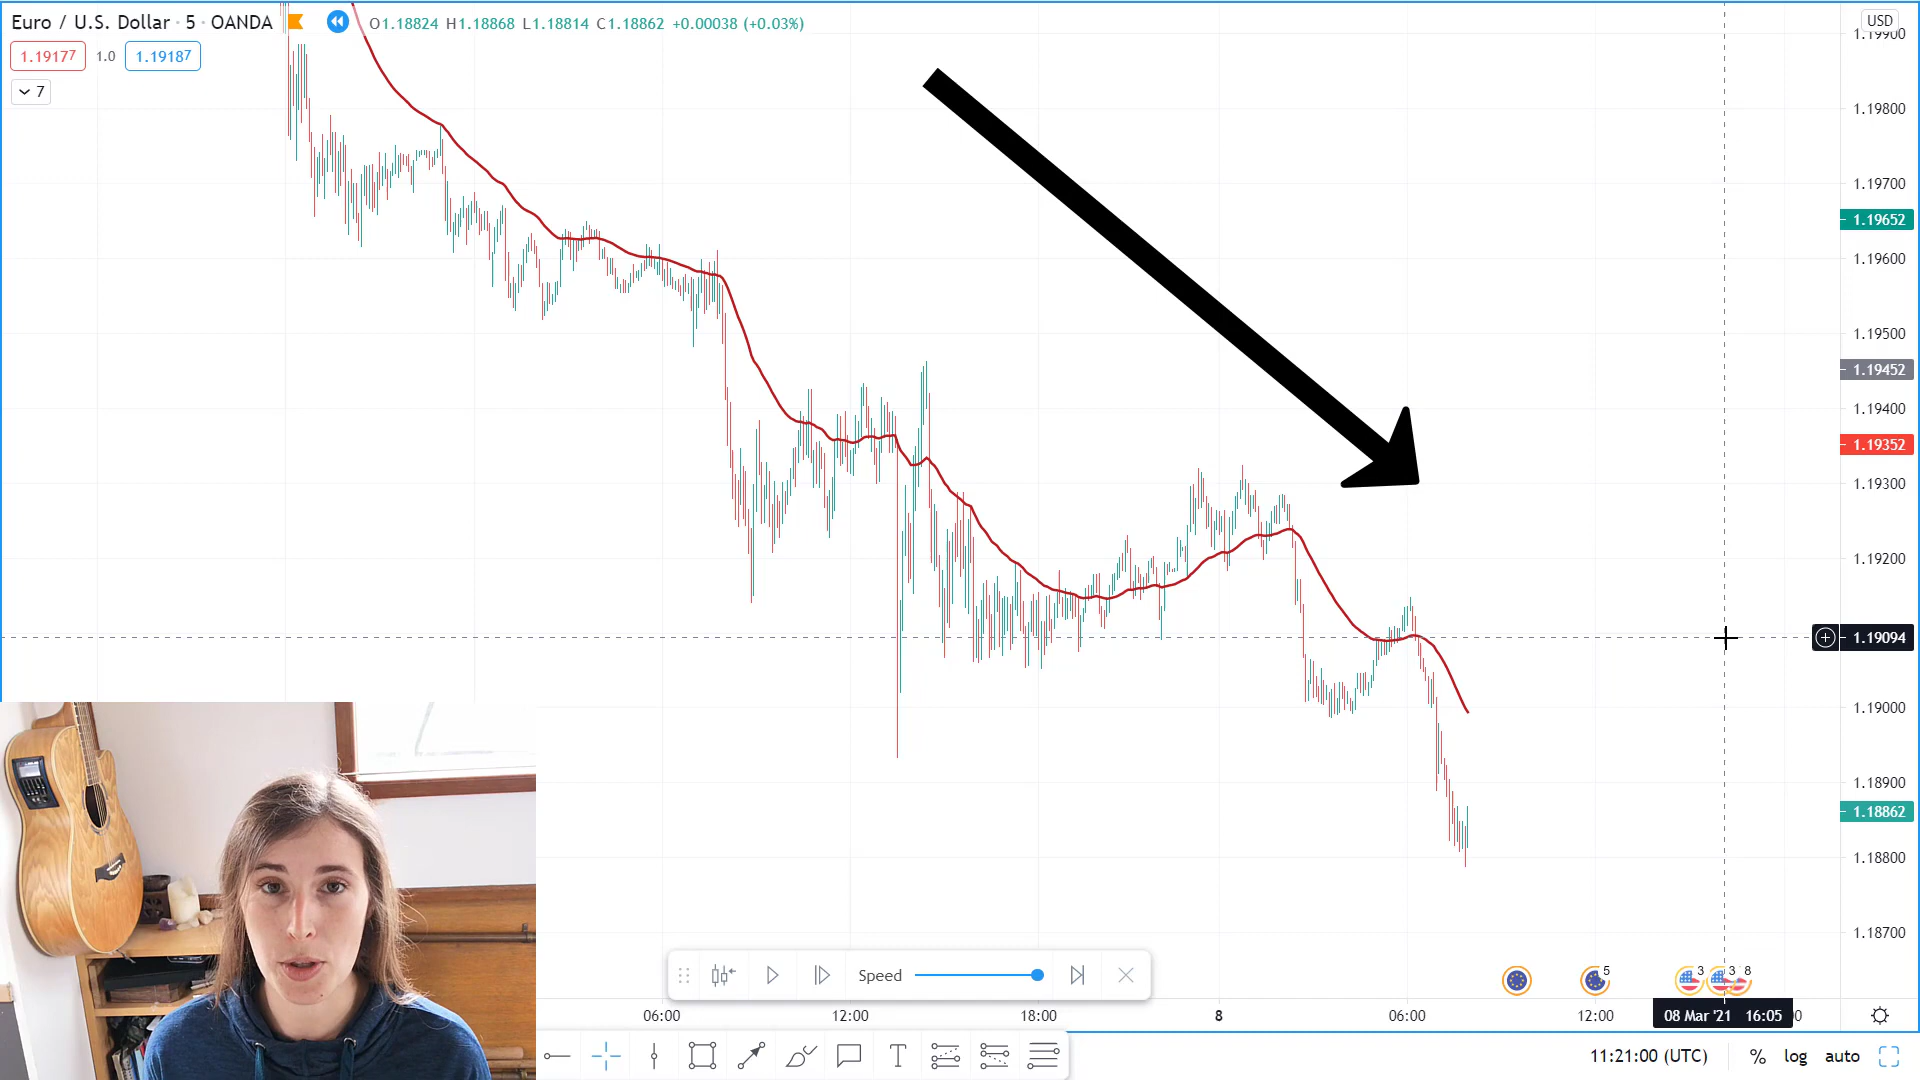 Euro / U.S. Dollar · 5 · OANDA
O1.18824 H1.18868 L1.18814 C1.18862 +0.00038 (+0.03%)
1.19177 1.0 1.19187
7
USD
1.19900
1.19800
1.19700
1.19652
1.19600
1.19500
1.19452
1.19400
1.19352
1.19300
1.19200
1.19094
1.19000
1.18900
1.18862
1.18800
1.18700
Speed
5 3 3 8
06:00 12:00 18:00 8 06:00 12:00 08 Mar '21 16:05
T
11:21:00 (UTC) % log auto